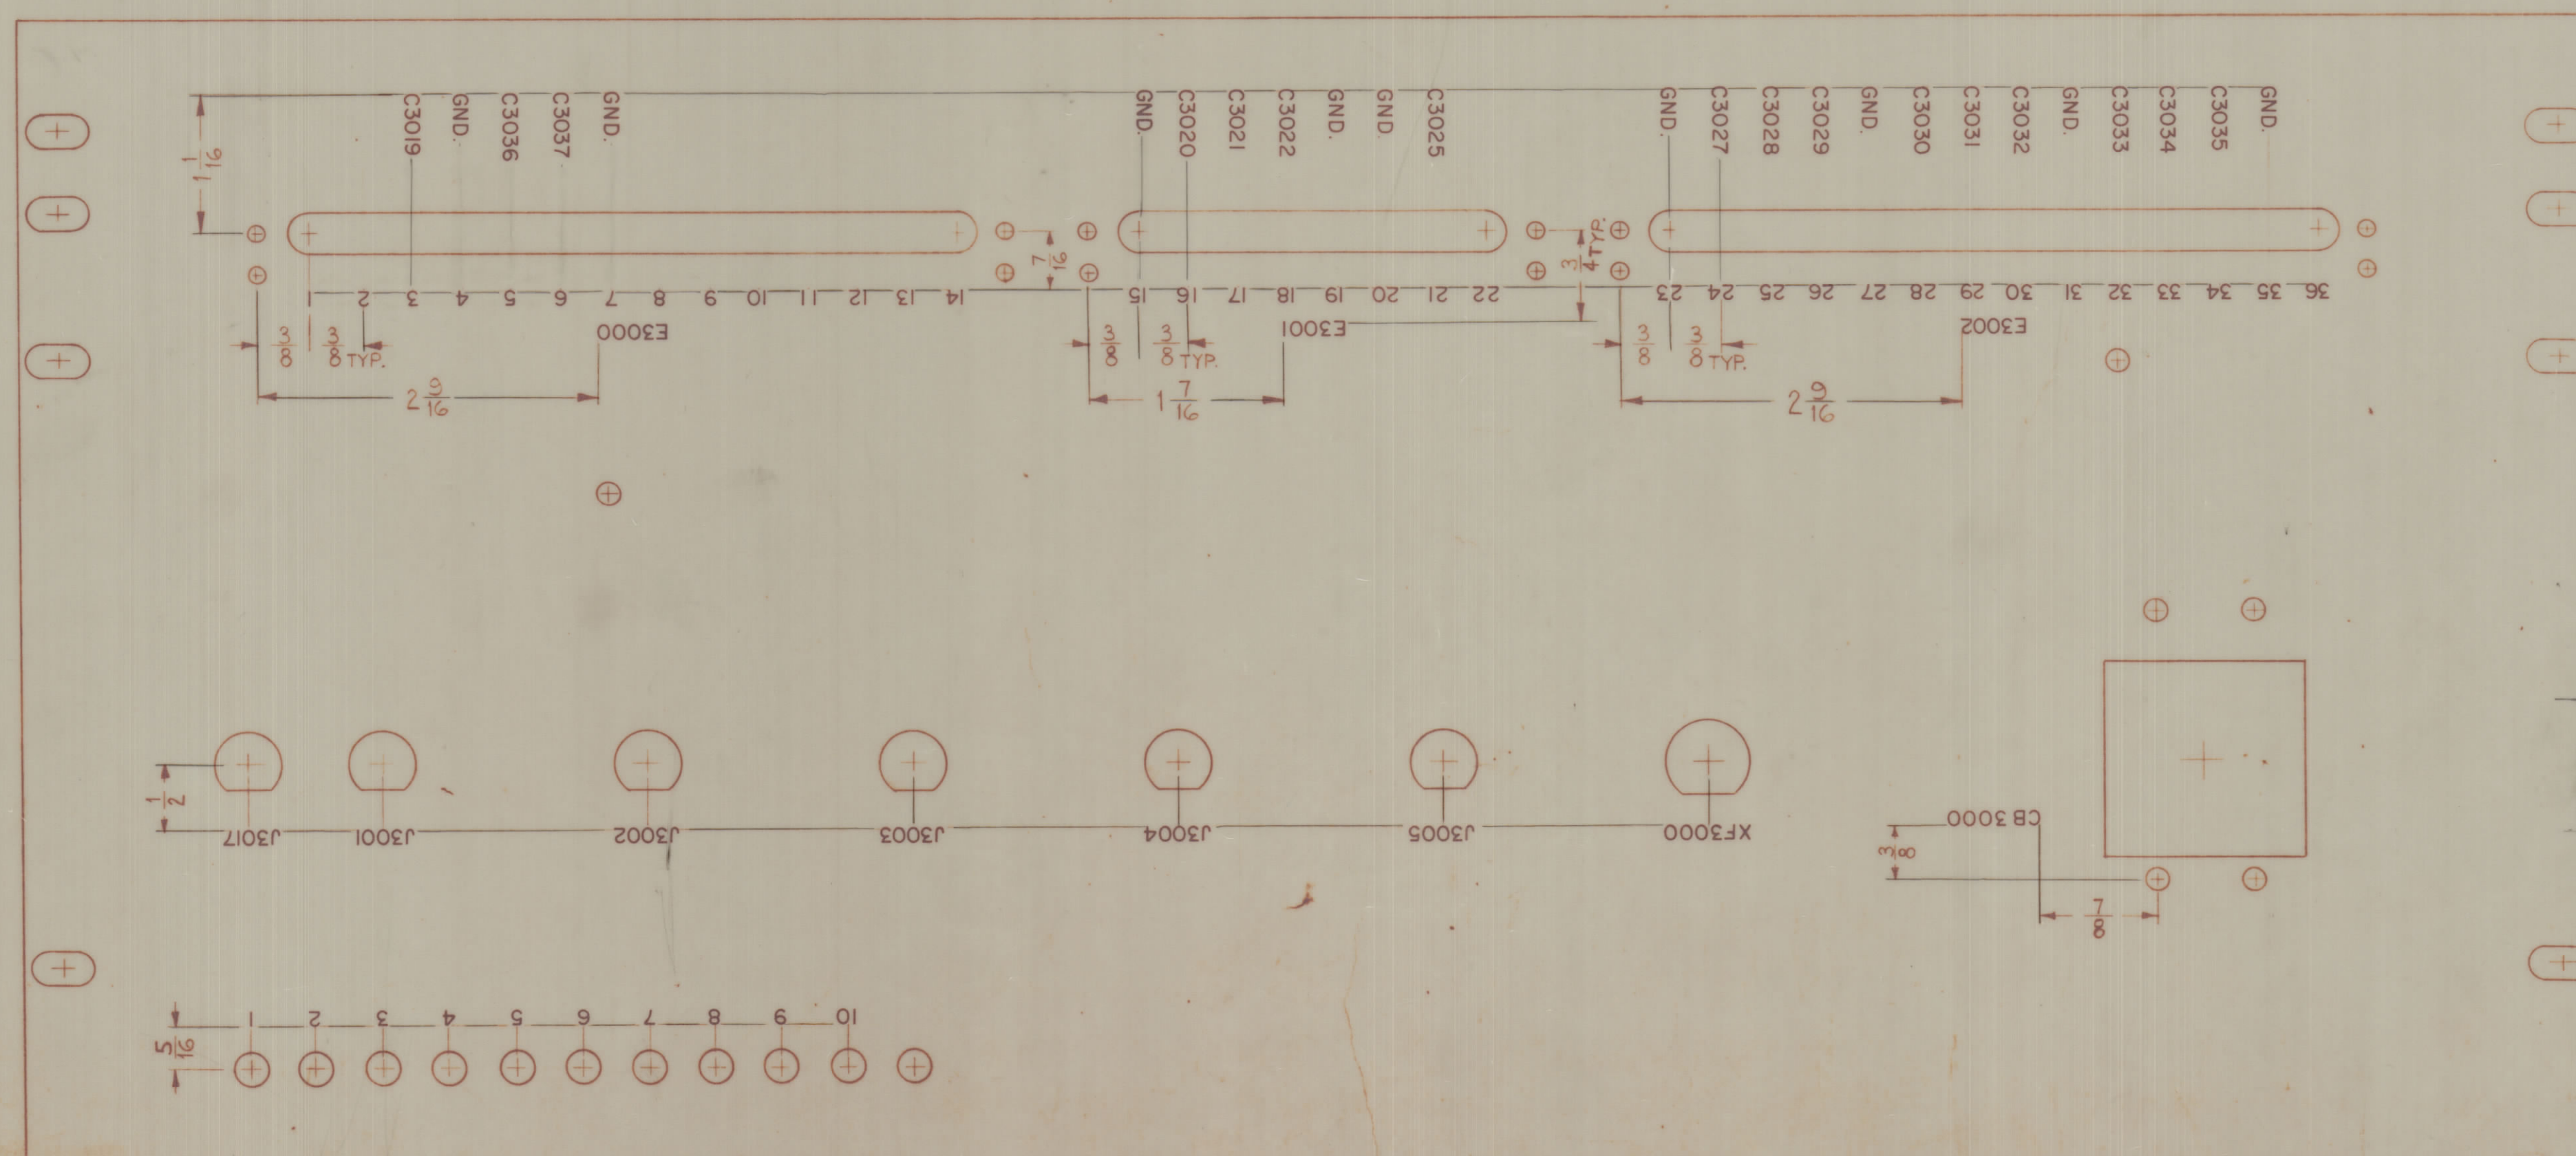 C3019 GND. C3036 C3037 GND. GND. C3020 C3021 C3022 GND. GND. C3025 GND. C3027 C3028 C3029 GND. C3030 C3031 C3032 GND. C3033 C3034 C3035 GND.
1 1/16
7/16
3/4 TYP.
1 2 3 4 5 6 7 8 9 10 11 12 13 14 15 16 17 18 19 20 21 22 23 24 25 26 27 28 29 30 31 32 33 34 35 36
E3000 E3001 E3002
3/8 3/8 TYP. 3/8 3/8 TYP. 3/8 3/8 TYP.
2 9/16 1 7/16 2 9/16
1/2
J3017 J3001 J3002 J3003 J3004 J3005 XF3000 CB 3000
3/8
7/8
1 2 3 4 5 6 7 8 9 10
5/16